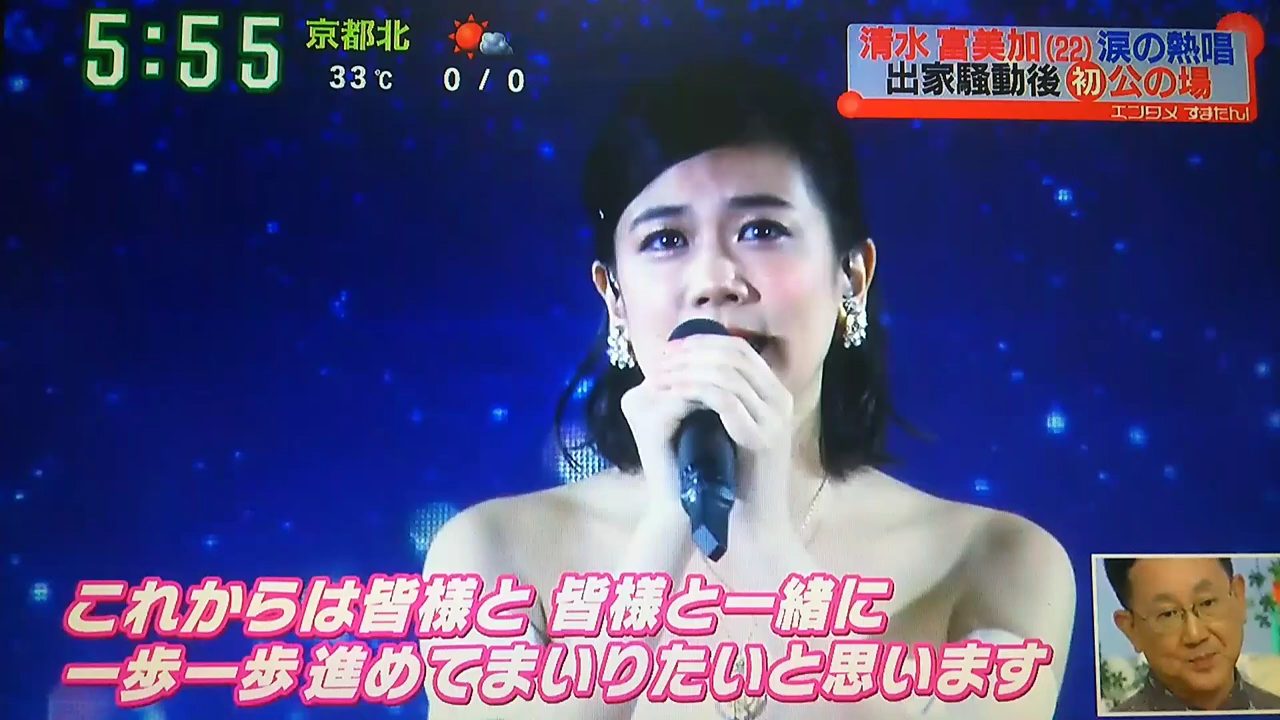 5:55
京都北
33℃ 0/0
清水 富美加(22)涙の熱唱
出家騒動後 初 公の場
エンタメ すまたん!
これからは皆様と 皆様と一緒に
一歩一歩 進めてまいりたいと思います